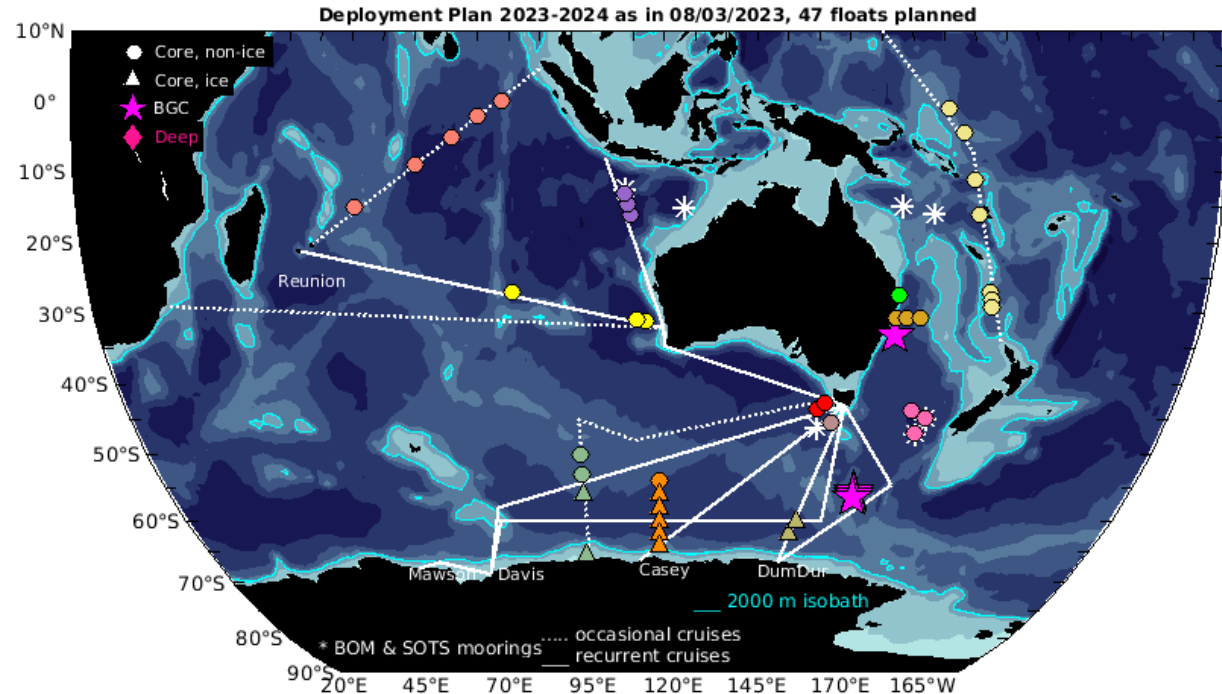 Deployment Plan 2023-2024 as in 08/03/2023, 47 floats planned
10°N
Core, non-ice
Core, ice
0°
BGC
Deep
10°S
20°S
Reunion
30°S
40°S
50°S
60°S
70°S
Mawson Davis Casey DumDur
___ 2000 m isobath
80°S
* BOM & SOTS moorings ..... occasional cruises
___ recurrent cruises
90°S
20°E 45°E 70°E 95°E 120°E 145°E 170°E 165°W